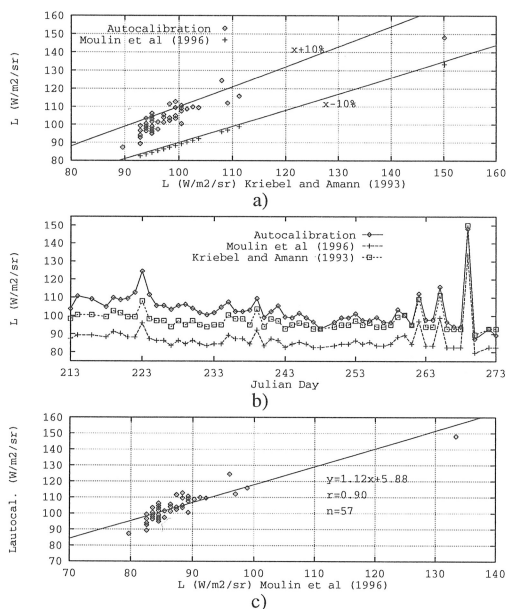 160
150
140
130
120
110
100
90
80
L (W/m2/sr)
Autocalibration
Moulin et al (1996)
x+10%
x-10%
80 90 100 110 120 130 140 150 160
L (W/m2/sr) Kriebel and Amann (1993)
a)
150
140
130
120
110
100
90
80
L (W/m2/sr)
Autocalibration
Moulin et al (1996)
Kriebel and Amann (1993)
213 223 233 243 253 263 273
Julian Day
b)
160
150
140
130
120
110
100
90
80
70
Lautocal. (W/m2/sr)
y=1.12x+5.88
r=0.90
n=57
70 80 90 100 110 120 130 140
L (W/m2/sr) Moulin et al (1996)
c)